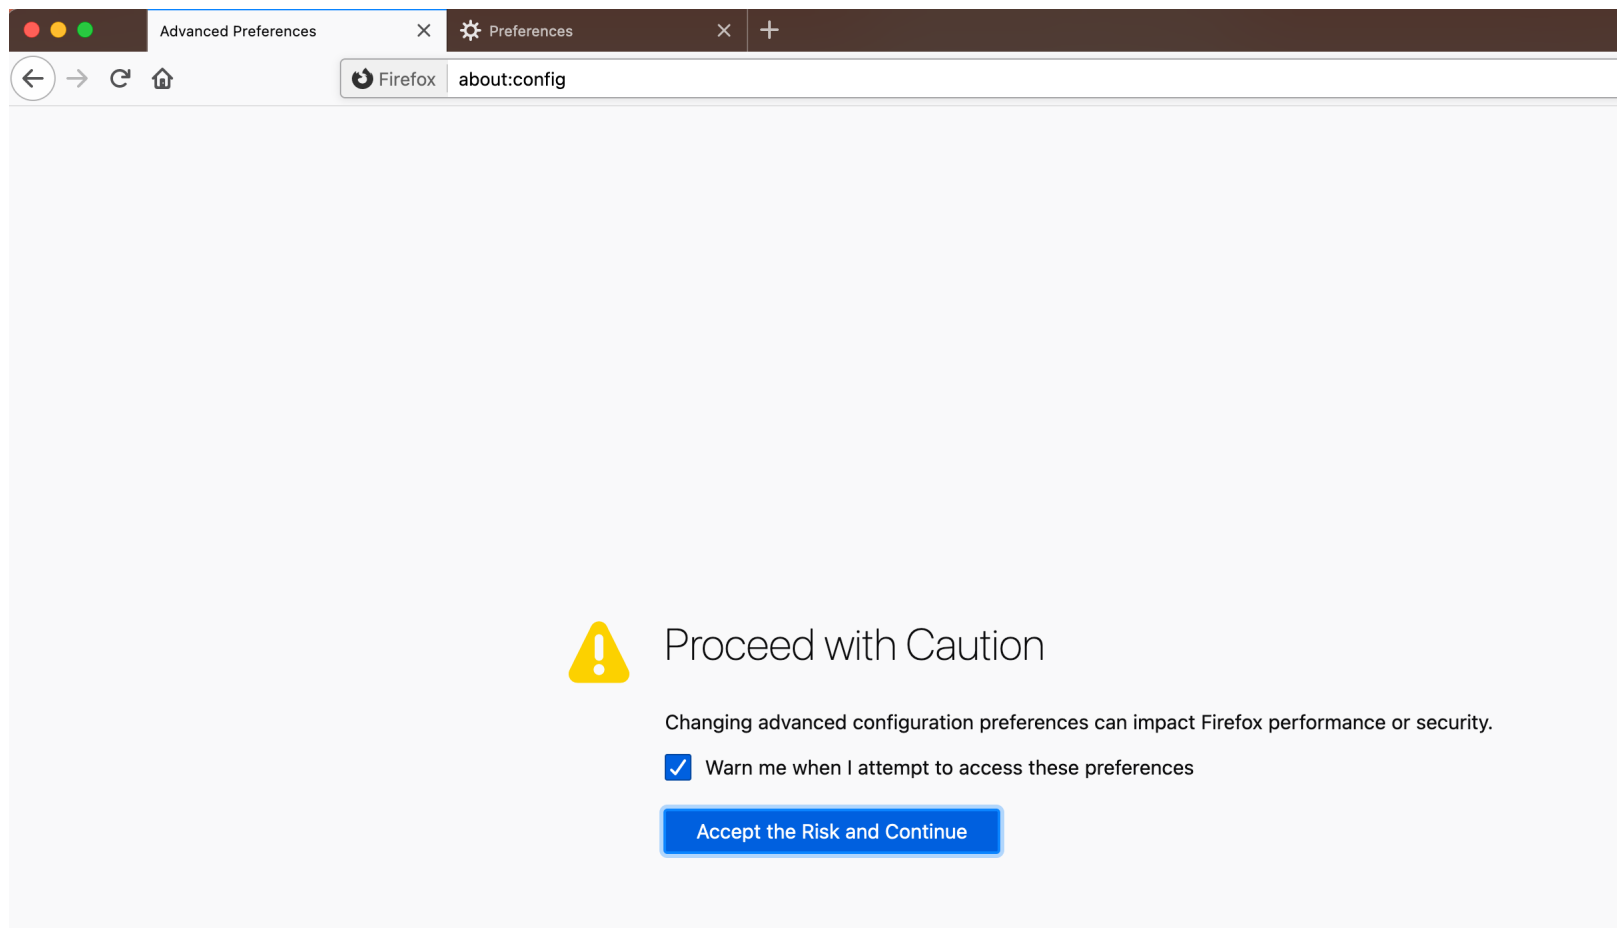 Advanced Preferences
Preferences
Firefox about:config
Proceed with Caution
Changing advanced configuration preferences can impact Firefox performance or security.
Warn me when I attempt to access these preferences
Accept the Risk and Continue